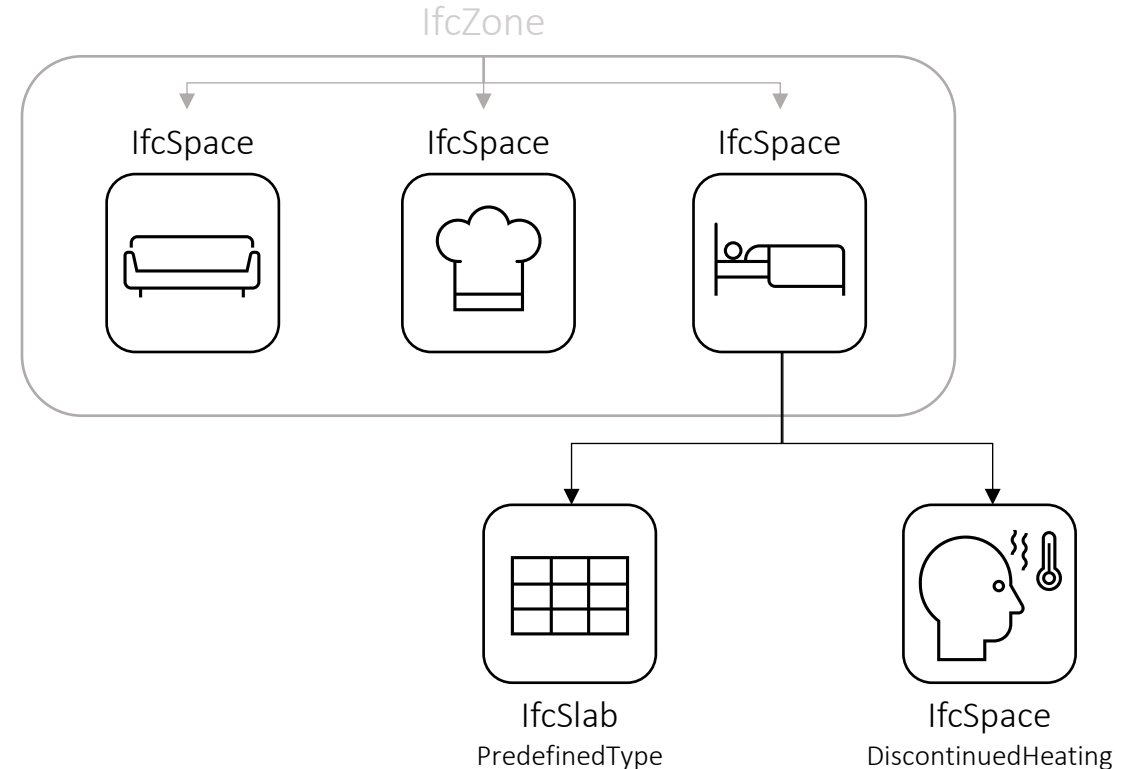 IfcZone
IfcSpace IfcSpace IfcSpace
IfcSlab IfcSpace
PredefinedType DiscontinuedHeating